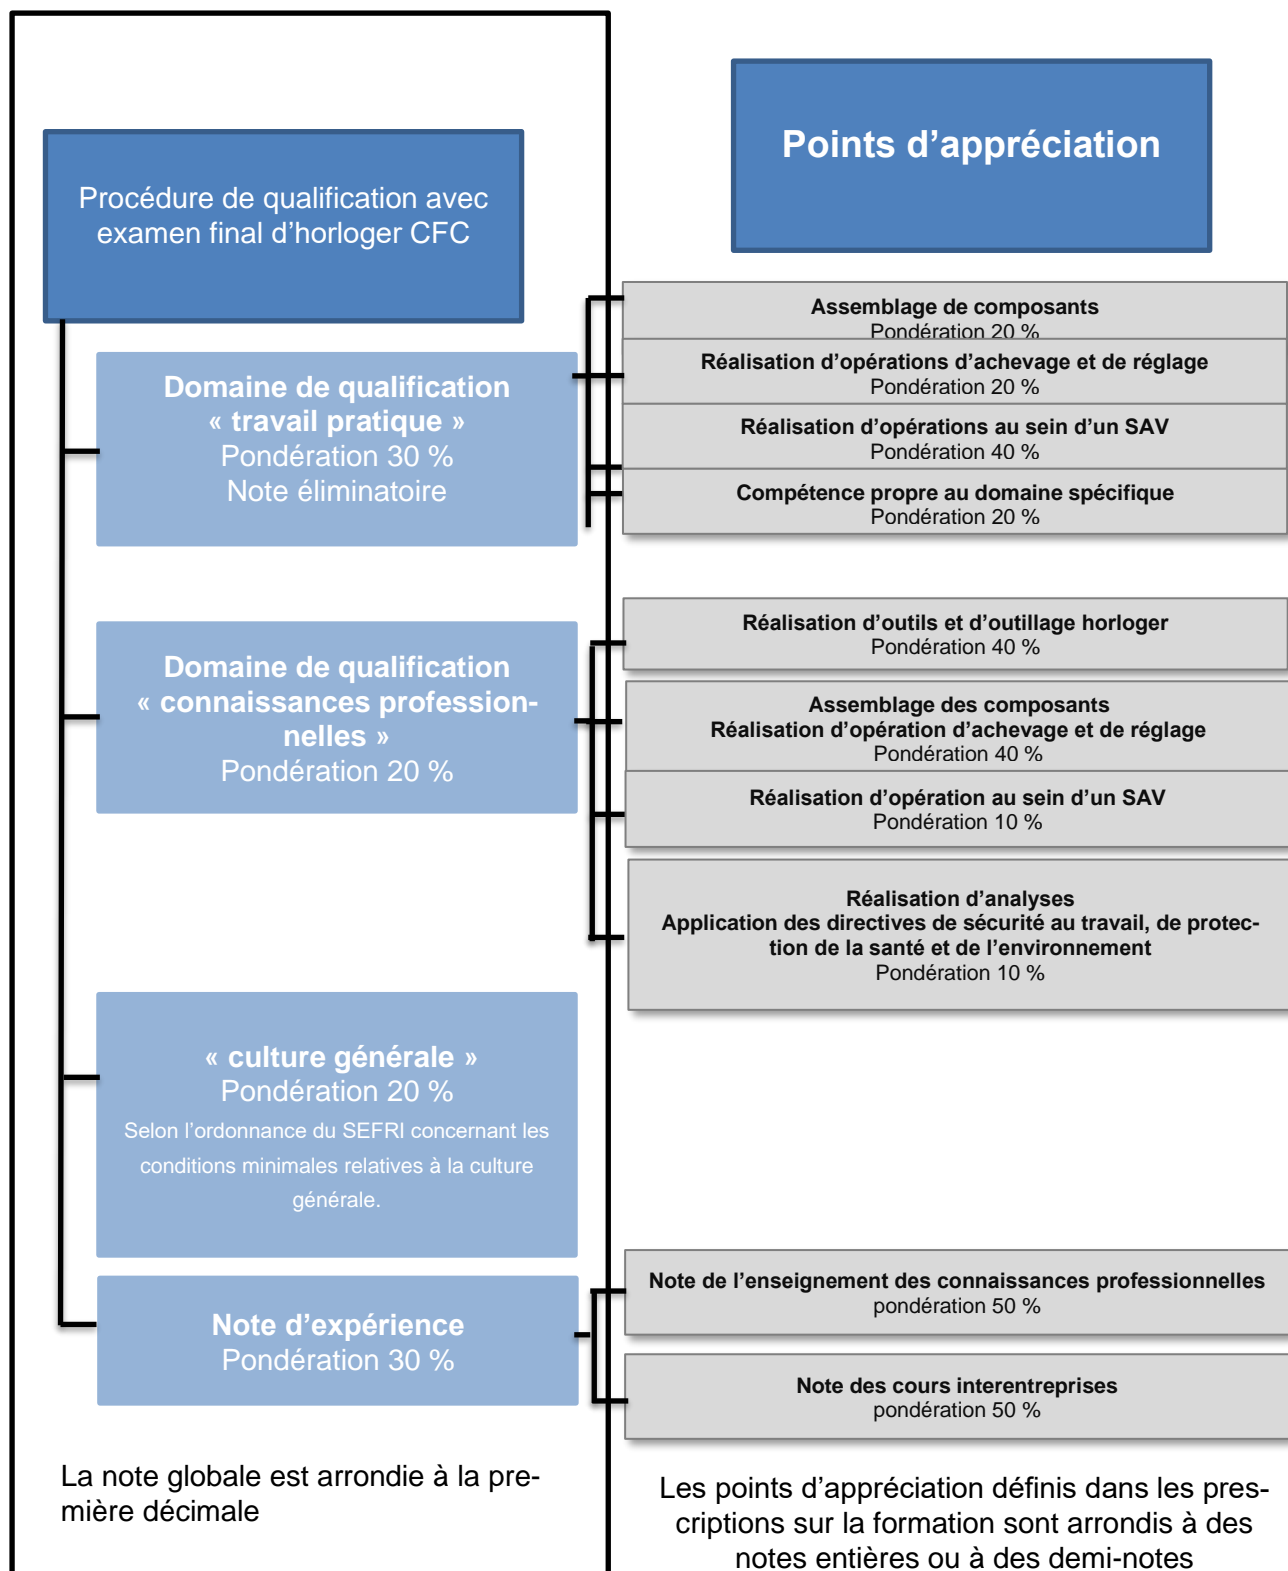 Points d’appréciation
Procédure de qualification avec
examen final d’horloger CFC
Assemblage de composants
Pondération 20 %
Réalisation d’opérations d’achevage et de réglage
Pondération 20 %
Réalisation d’opérations au sein d’un SAV
Pondération 40 %
Compétence propre au domaine spécifique
Pondération 20 %
Domaine de qualification
« travail pratique »
Pondération 30 %
Note éliminatoire
Réalisation d’outils et d’outillage horloger
Pondération 40 %
Assemblage des composants
Réalisation d’opération d’achevage et de réglage
Pondération 40 %
Réalisation d’opération au sein d’un SAV
Pondération 10 %
Réalisation d’analyses
Application des directives de sécurité au travail, de protec-
tion de la santé et de l’environnement
Pondération 10 %
Domaine de qualification
« connaissances profession-
nelles »
Pondération 20 %
« culture générale »
Pondération 20 %
Selon l’ordonnance du SEFRI concernant les
conditions minimales relatives à la culture
générale.
Note de l’enseignement des connaissances professionnelles
pondération 50 %
Note des cours interentreprises
pondération 50 %
Note d’expérience
Pondération 30 %
La note globale est arrondie à la pre-
mière décimale
Les points d’appréciation définis dans les pres-
criptions sur la formation sont arrondis à des
notes entières ou à des demi-notes